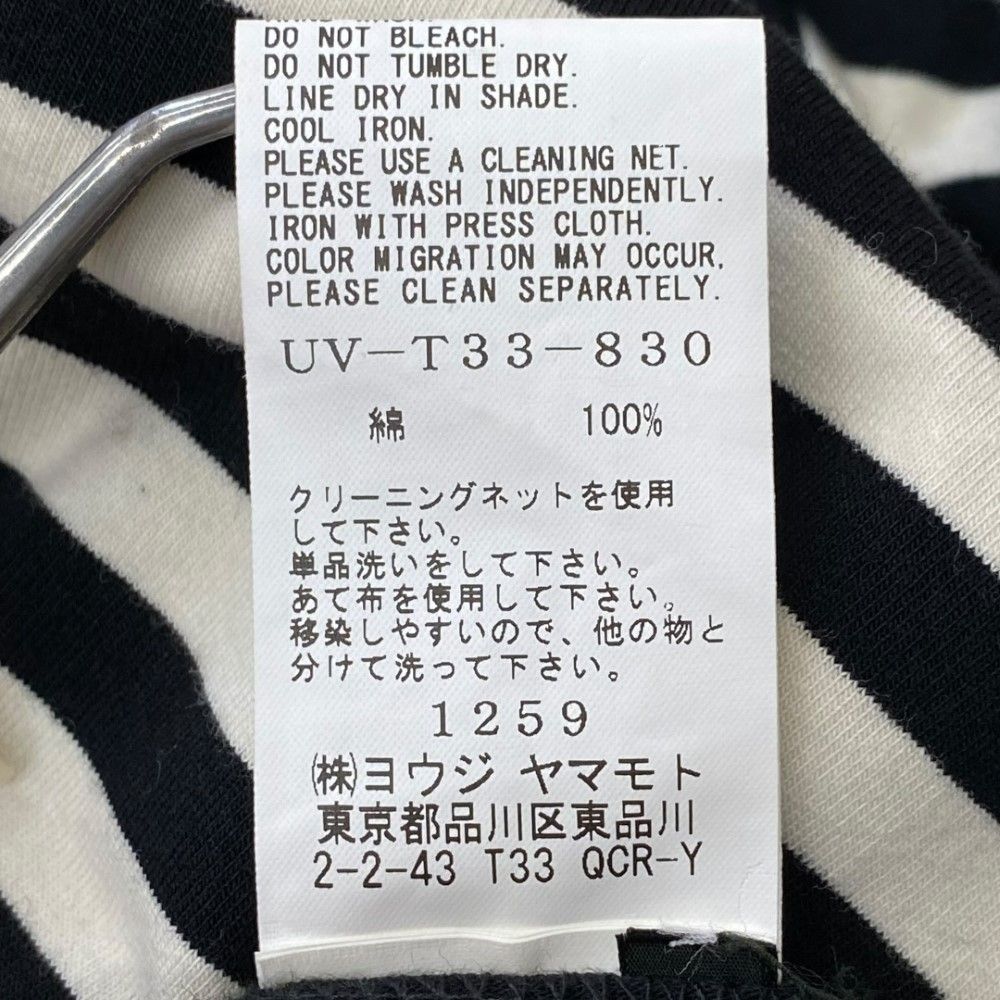 DO NOT BLEACH.
DO NOT TUMBLE DRY.
LINE DRY IN SHADE.
COOL IRON.
PLEASE USE A CLEANING NET.
PLEASE WASH INDEPENDENTLY.
IRON WITH PRESS CLOTH.
COLOR MIGRATION MAY OCCUR.
PLEASE CLEAN SEPARATELY.
UV-T33-830
綿 100%
クリーニングネットを使用
して下さい。
単品洗いをして下さい。
あて布を使用して下さい。
移染しやすいので、他の物と
分けて洗って下さい。
1259
㈱ヨウジ ヤマモト
東京都品川区東品川
2-2-43 T33 QCR-Y